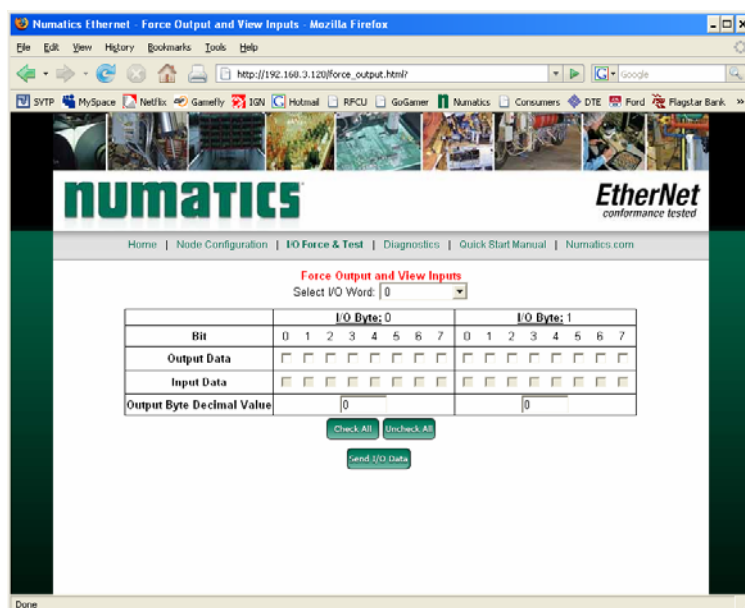 Numatics Ethernet - Force Output and View Inputs - Mozilla Firefox
File Edit View History Bookmarks Tools Help
http://192.168.3.120/force_output.html? Google
SVTP MySpace Netflix Gamefly IGN Hotmail RFCU GoGamer Numatics Consumers DTE Ford Flagstar Bank »
numatics
EtherNet
conformance tested
Home | Node Configuration | I/O Force & Test | Diagnostics | Quick Start Manual | Numatics.com
Force Output and View Inputs
Select I/O Word: 0
I/O Byte: 0 I/O Byte: 1
Bit 0 1 2 3 4 5 6 7 0 1 2 3 4 5 6 7
Output Data
Input Data
Output Byte Decimal Value 0 0
Check All Uncheck All
Send I/O Data
Done